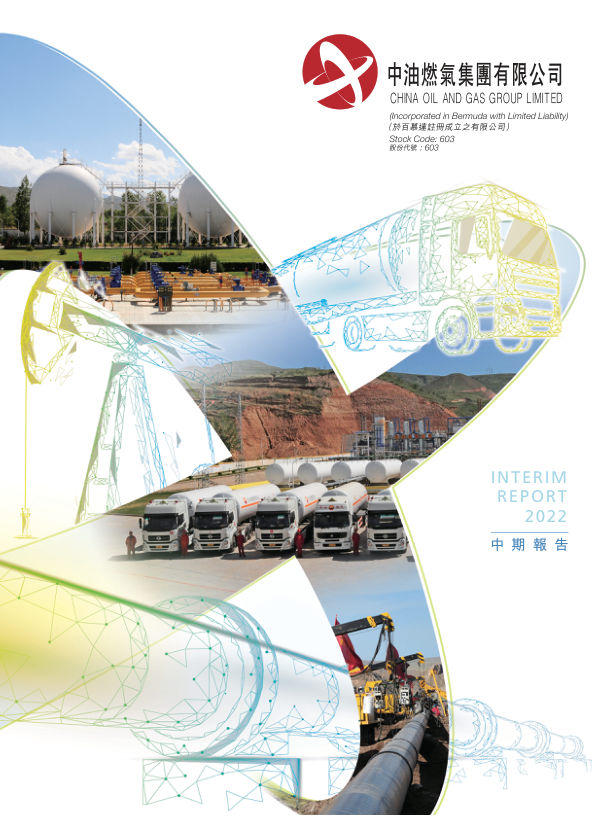 中油燃氣集團有限公司
CHINA OIL AND GAS GROUP LIMITED
(Incorporated in Bermuda with Limited Liability)
(於百慕達註冊成立之有限公司)
Stock Code: 603
股份代號：603
INTERIM
REPORT
2022
中期報告